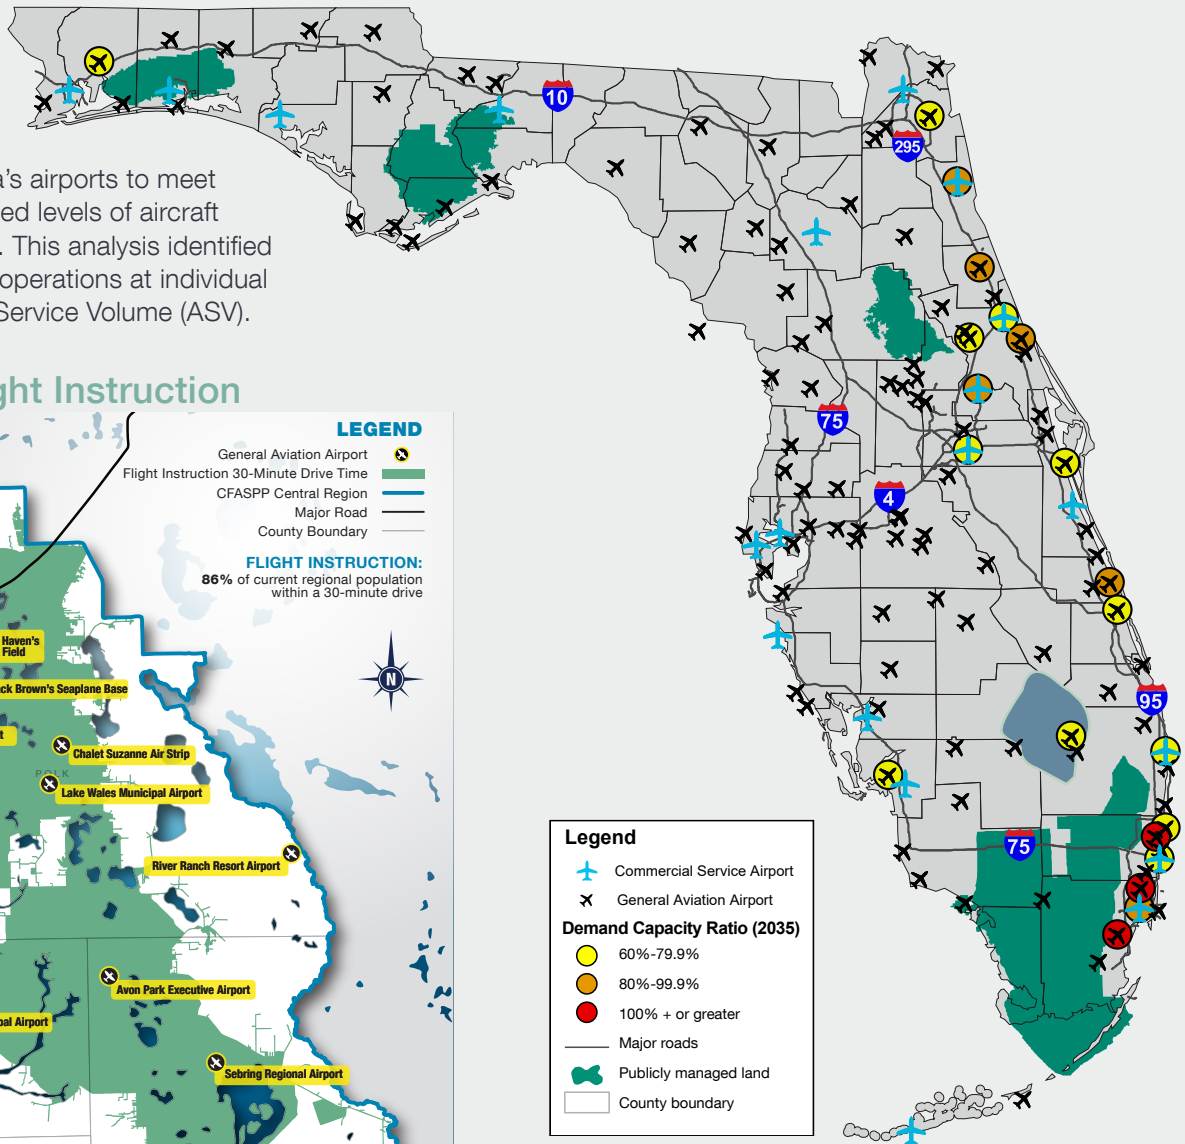 a's airports to meet
ed levels of aircraft
. This analysis identified
operations at individual
Service Volume (ASV).
ght Instruction
LEGEND
General Aviation Airport
Flight Instruction 30-Minute Drive Time
CFASPP Central Region
Major Road
County Boundary
FLIGHT INSTRUCTION:
86% of current regional population
within a 30-minute drive
N
Haven's
Field
ck Brown's Seaplane Base
t
Chalet Suzanne Air Strip
POLK
Lake Wales Municipal Airport
River Ranch Resort Airport
Avon Park Executive Airport
pal Airport
Sebring Regional Airport
10
295
75
4
95
75
Legend
Commercial Service Airport
General Aviation Airport
Demand Capacity Ratio (2035)
60%-79.9%
80%-99.9%
100% + or greater
Major roads
Publicly managed land
County boundary